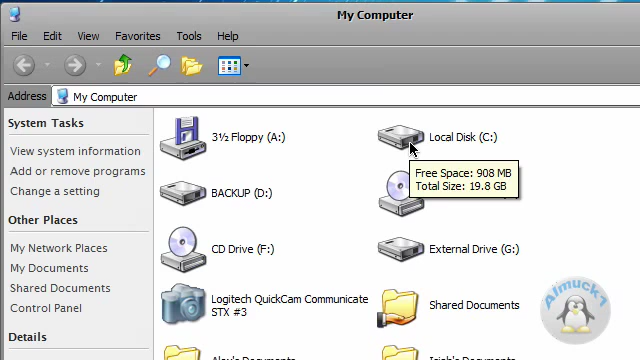 My Computer
File Edit View Favorites Tools Help
Address My Computer
System Tasks
View system information
Add or remove programs
Change a setting
Other Places
My Network Places
My Documents
Shared Documents
Control Panel
Details
3½ Floppy (A:)
Local Disk (C:)
Free Space: 908 MB
Total Size: 19.8 GB
BACKUP (D:)
CD Drive (F:)
External Drive (G:)
Logitech QuickCam Communicate
STX #3
Shared Documents
Documents
Documents
Almuck1